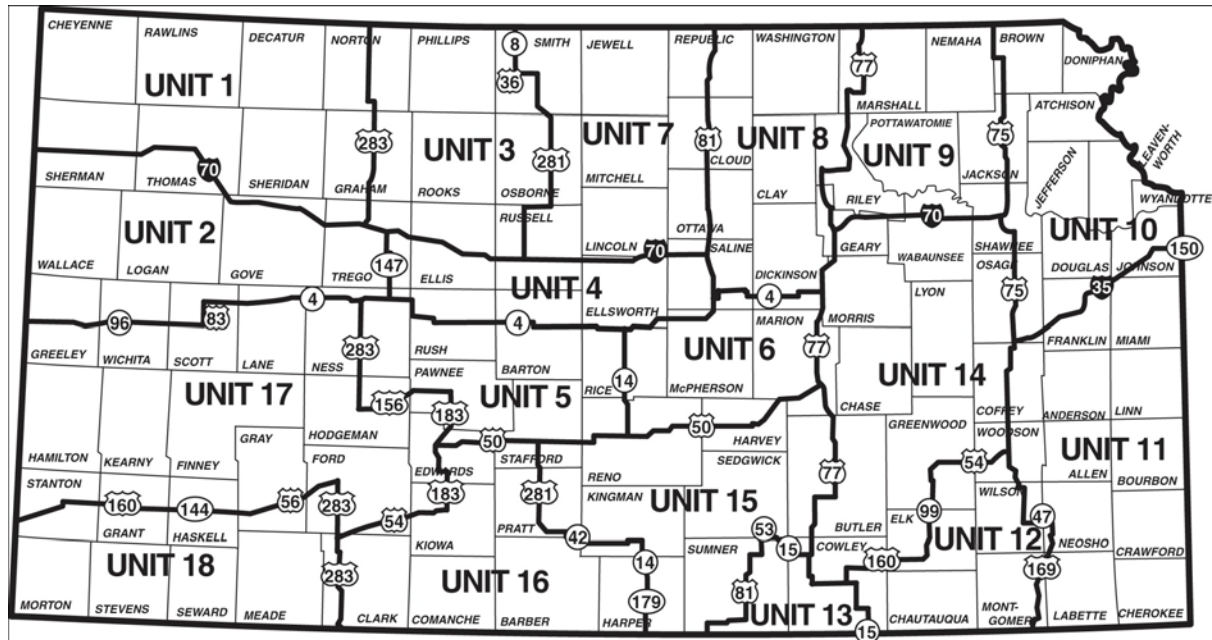 CHEYENNE
RAWLINS
DECATUR
NORTON
PHILLIPS
8
SMITH
JEWELL
REPUBLIC
WASHINGTON
77
NEMAHA
BROWN
DONIPHAN
UNIT 1
36
MARSHALL
ATCHISON
283
UNIT 3
281
UNIT 7
81
UNIT 8
POTTAWATOMIE
UNIT 9
75
LEAVEN-
WORTH
CLOUD
JACKSON
JEFFERSON
SHERMAN
70
THOMAS
SHERIDAN
GRAHAM
ROOKS
OSBORNE
MITCHELL
CLAY
RILEY
WYANDOTTE
RUSSELL
70
UNIT 2
OTTAWA
UNIT 10
LINCOLN
70
SALINE
GEARY
WABAUNSEE
SHAWNEE
150
WALLACE
LOGAN
GOVE
TREGO
147
ELLIS
UNIT 4
DICKINSON
OSAGE
DOUGLAS
JOHNSON
LYON
75
35
96
83
4
4
ELLSWORTH
4
MORRIS
MARION
GREELEY
WICHITA
SCOTT
LANE
NESS
283
RUSH
BARTON
UNIT 6
77
FRANKLIN
MIAMI
PAWNEE
14
UNIT 14
UNIT 17
156
183
UNIT 5
RICE
McPHERSON
CHASE
COFFEY
ANDERSON
LINN
50
50
GREENWOOD
HODGEMAN
GRAY
HARVEY
WOODSON
HAMILTON
KEARNY
FINNEY
FORD
EDWARDS
STAFFORD
RENO
SEDGWICK
77
54
UNIT 11
ALLEN
BOURBON
STANTON
160
144
56
283
183
281
KINGMAN
UNIT 15
WILSON
GRANT
HASKELL
54
PRATT
42
53
15
BUTLER
ELK
99
UNIT 12
47
NEOSHO
KIOWA
SUMNER
COWLEY
160
CRAWFORD
UNIT 18
283
UNIT 16
14
81
169
179
UNIT 13
MORTON
STEVENS
SEWARD
MEADE
CLARK
COMANCHE
BARBER
HARPER
15
CHAUTAUQUA
MONT-
GOMERY
LABETTE
CHEROKEE